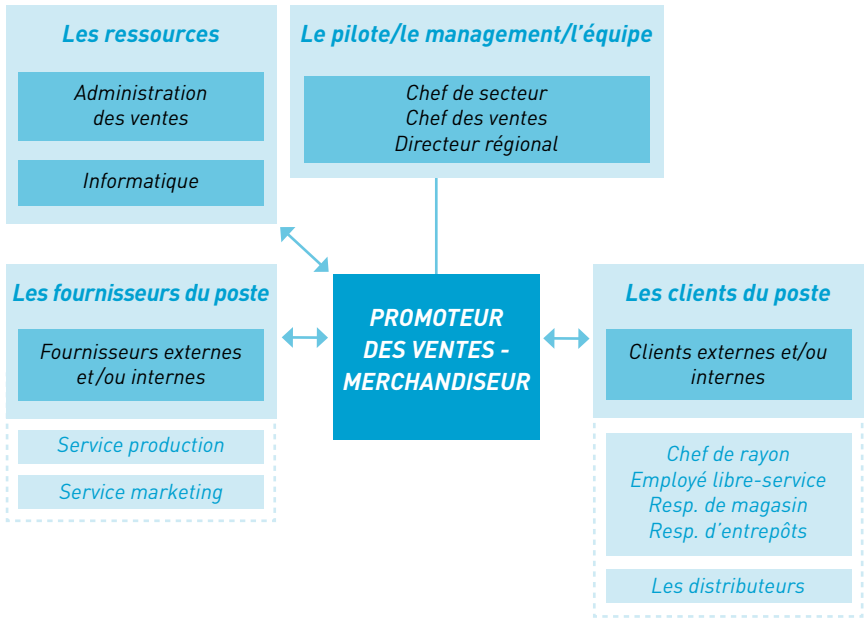 Les ressources
Administration
des ventes
Informatique
Le pilote/le management/l'équipe
Chef de secteur
Chef des ventes
Directeur régional
Les fournisseurs du poste
Fournisseurs externes
et/ou internes
Service production
Service marketing
PROMOTEUR
DES VENTES -
MERCHANDISEUR
Les clients du poste
Clients externes et/ou
internes
Chef de rayon
Employé libre-service
Resp. de magasin
Resp. d'entrepôts
Les distributeurs